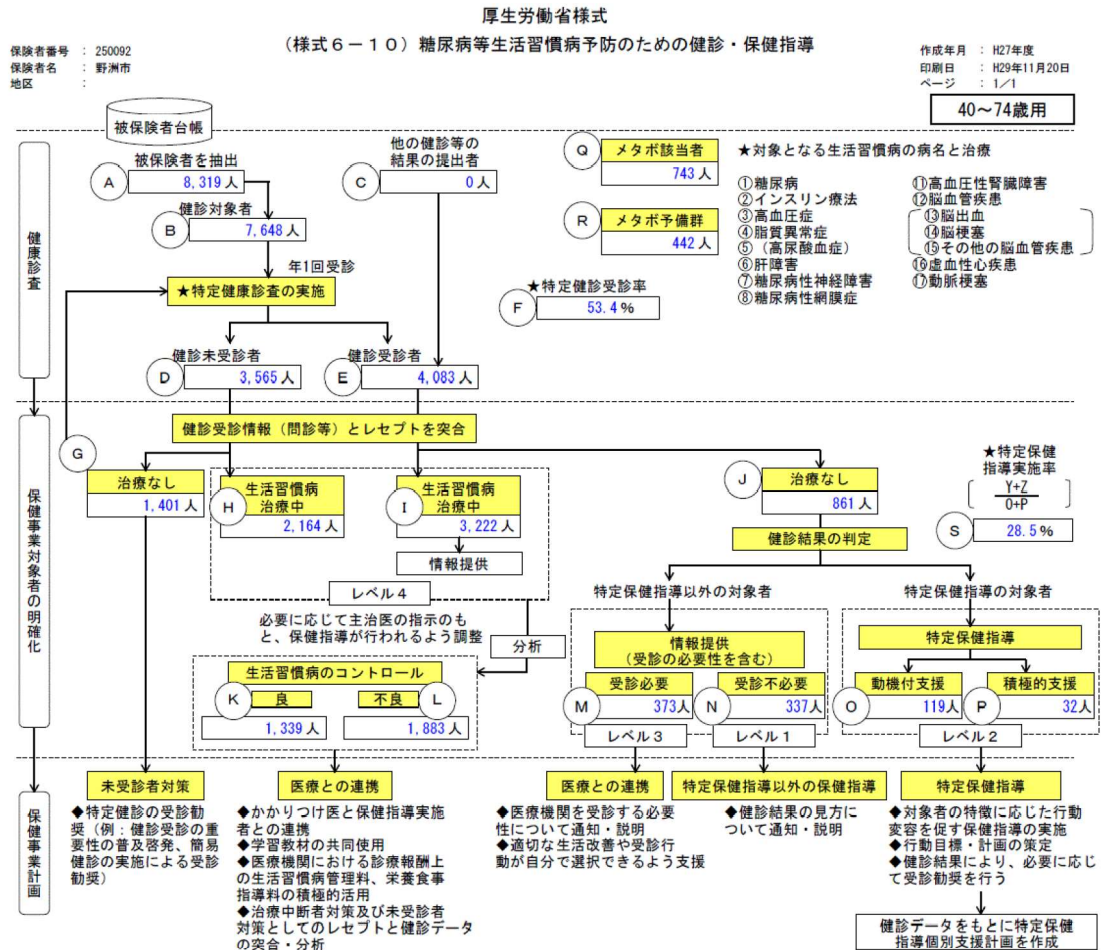 厚生労働省様式
（様式６－１０）糖尿病等生活習慣病予防のための健診・保健指導
保険者番号 ： 250092
保険者名 ： 野洲市
地区 ：
作成年月 ： H27年度
印刷日 ： H29年11月20日
ページ ： 1／1
40～74歳用
被保険者台帳
健康診査
被保険者を抽出
A
8,319 人
他の健診等の
結果の提出者
C
0 人
健診対象者
B
7,648 人
年1回受診
★特定健康診査の実施
健診未受診者
D
3,565 人
健診受診者
E
4,083 人
Q
メタボ該当者
743 人
R
メタボ予備群
442 人
★特定健診受診率
F
53.4 %
★対象となる生活習慣病の病名と治療
①糖尿病
②インスリン療法
③高血圧症
④脂質異常症
⑤（高尿酸血症）
⑥肝障害
⑦糖尿病性神経障害
⑧糖尿病性網膜症
⑪高血圧性腎臓障害
⑫脳血管疾患
⑬脳出血
⑭脳梗塞
⑮その他の脳血管疾患
⑯虚血性心疾患
⑰動脈梗塞
保健事業対象者の明確化
健診受診情報（問診等）とレセプトを突合
G
治療なし
1,401 人
H
生活習慣病
治療中
2,164 人
I
生活習慣病
治療中
3,222 人
情報提供
レベル４
J
治療なし
861 人
健診結果の判定
★特定保健
指導実施率
Y+Z
O+P
S
28.5 %
必要に応じて主治医の指示のも
と、保健指導が行われるよう調整
分析
生活習慣病のコントロール
K
良
1,339 人
不良
L
1,883 人
特定保健指導以外の対象者
情報提供
（受診の必要性を含む）
M
受診必要
373人
N
受診不必要
337人
レベル３
レベル１
特定保健指導の対象者
特定保健指導
O
動機付支援
119人
P
積極的支援
32人
レベル２
保健事業計画
未受診者対策
◆特定健診の受診勧
奨（例：健診受診の重
要性の普及啓発、簡易
健診の実施による受診
勧奨）
医療との連携
◆かかりつけ医と保健指導実施
者との連携
◆学習教材の共同使用
◆医療機関における診療報酬上
の生活習慣病管理料、栄養食事
指導料の積極的活用
◆治療中断者対策及び未受診者
対策としてのレセプトと健診データ
の突合・分析
医療との連携
◆医療機関を受診する必要
性について通知・説明
◆適切な生活改善や受診行
動が自分で選択できるよう支援
特定保健指導以外の保健指導
◆健診結果の見方に
ついて通知・説明
特定保健指導
◆対象者の特徴に応じた行動
変容を促す保健指導の実施
◆行動目標・計画の策定
◆健診結果により、必要に応じ
て受診勧奨を行う
健診データをもとに特定保健
指導個別支援計画を作成